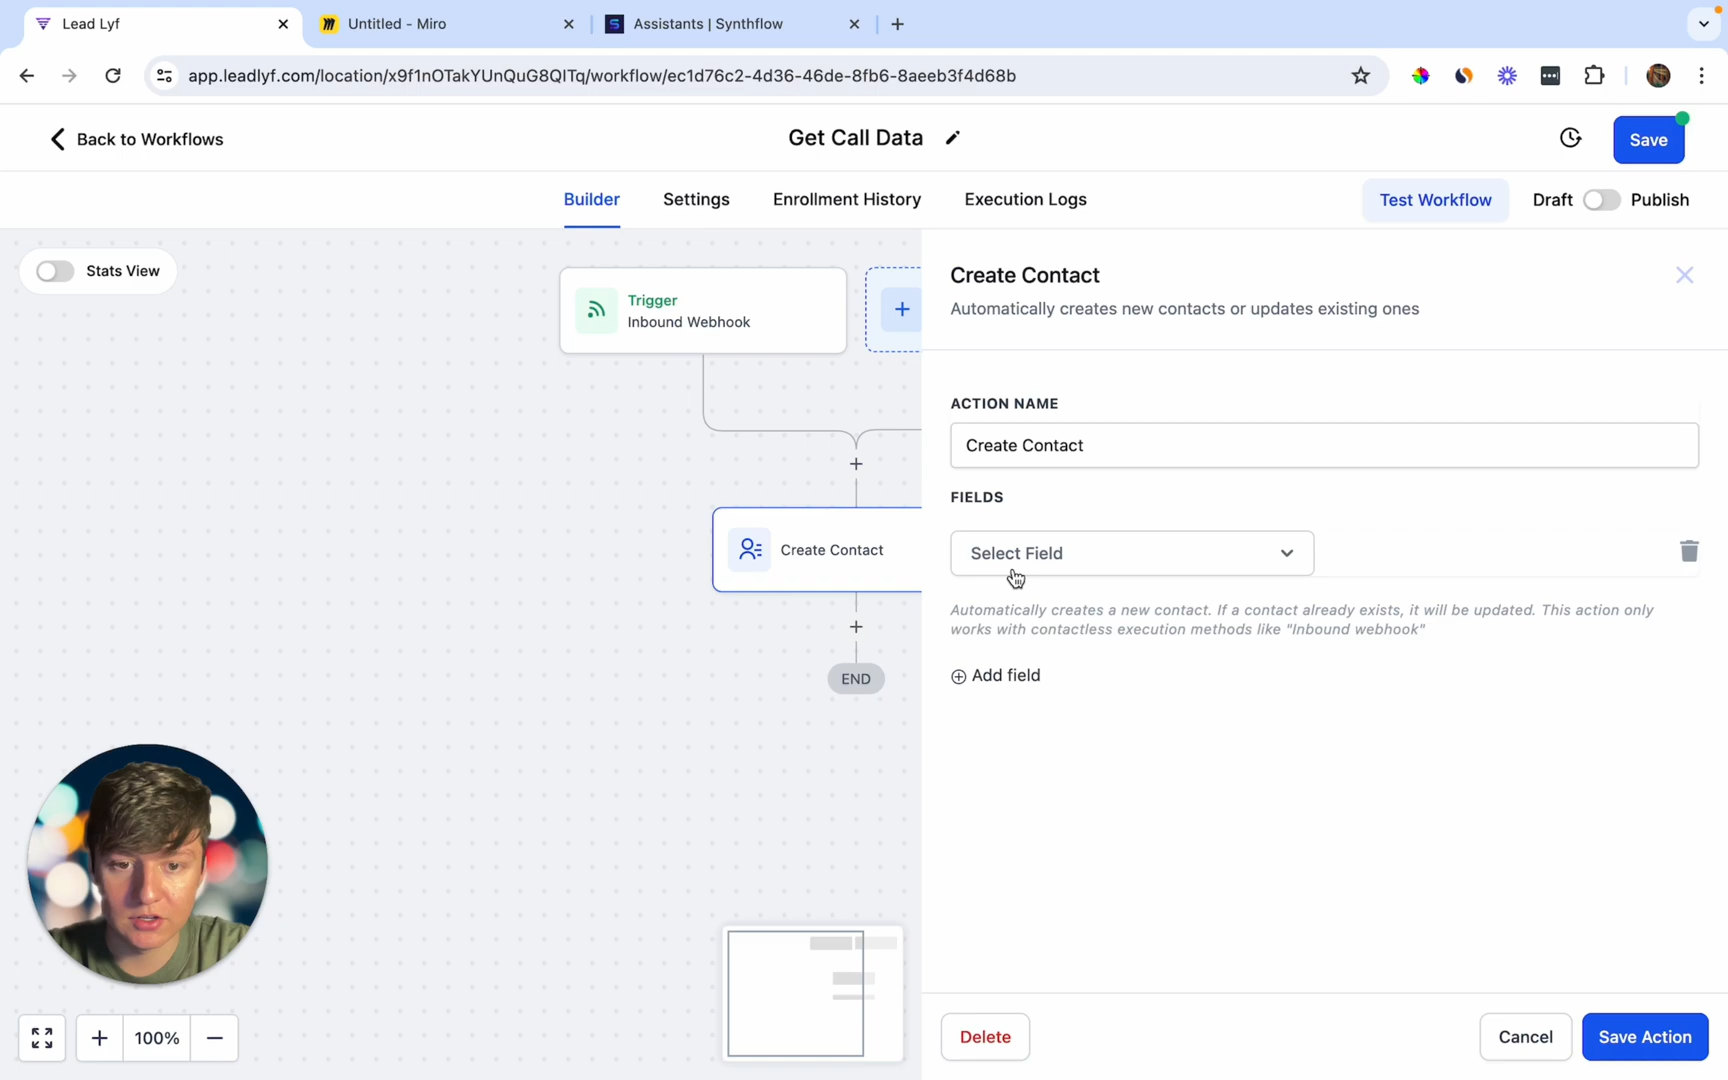 Lead Lyf
Untitled - Miro
Assistants | Synthflow
app.leadlyf.com/location/x9f1nOTakYUnQuG8QITq/workflow/ec1d76c2-4d36-46de-8fb6-8aeeb3f4d68b
Back to Workflows
Get Call Data
Save
Builder
Settings
Enrollment History
Execution Logs
Test Workflow
Draft
Publish
Stats View
Trigger
Inbound Webhook
Create Contact
END
100%
Create Contact
Automatically creates new contacts or updates existing ones
ACTION NAME
Create Contact
FIELDS
Select Field
Automatically creates a new contact. If a contact already exists, it will be updated. This action only
works with contactless execution methods like "Inbound webhook"
Add field
Delete
Cancel
Save Action